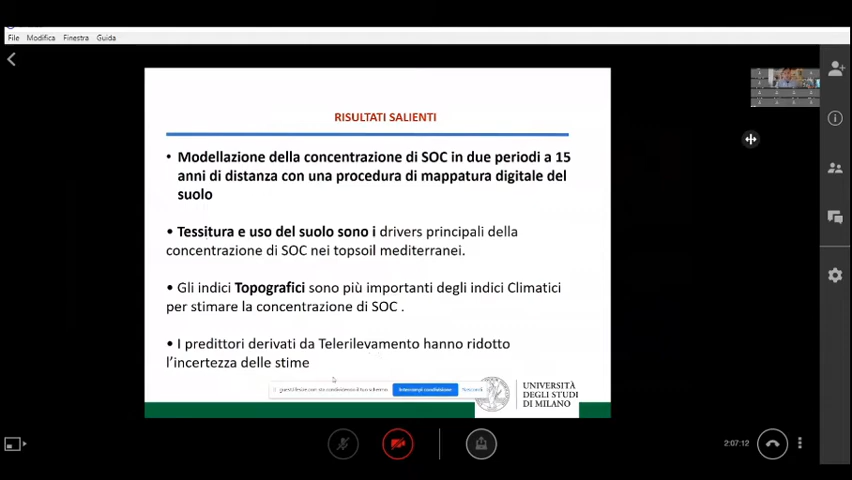 File Modifica Finestra Guida
RISULTATI SALIENTI
• Modellazione della concentrazione di SOC in due periodi a 15
anni di distanza con una procedura di mappatura digitale del
suolo
• Tessitura e uso del suolo sono i drivers principali della
concentrazione di SOC nei topsoil mediterranei.
• Gli indici Topografici sono più importanti degli indici Climatici
per stimare la concentrazione di SOC .
• I predittori derivati da Telerilevamento hanno ridotto
l'incertezza delle stime
Interrompi condivisione
UNIVERSITÀ
DEGLI STUDI
DI MILANO
2:07:12